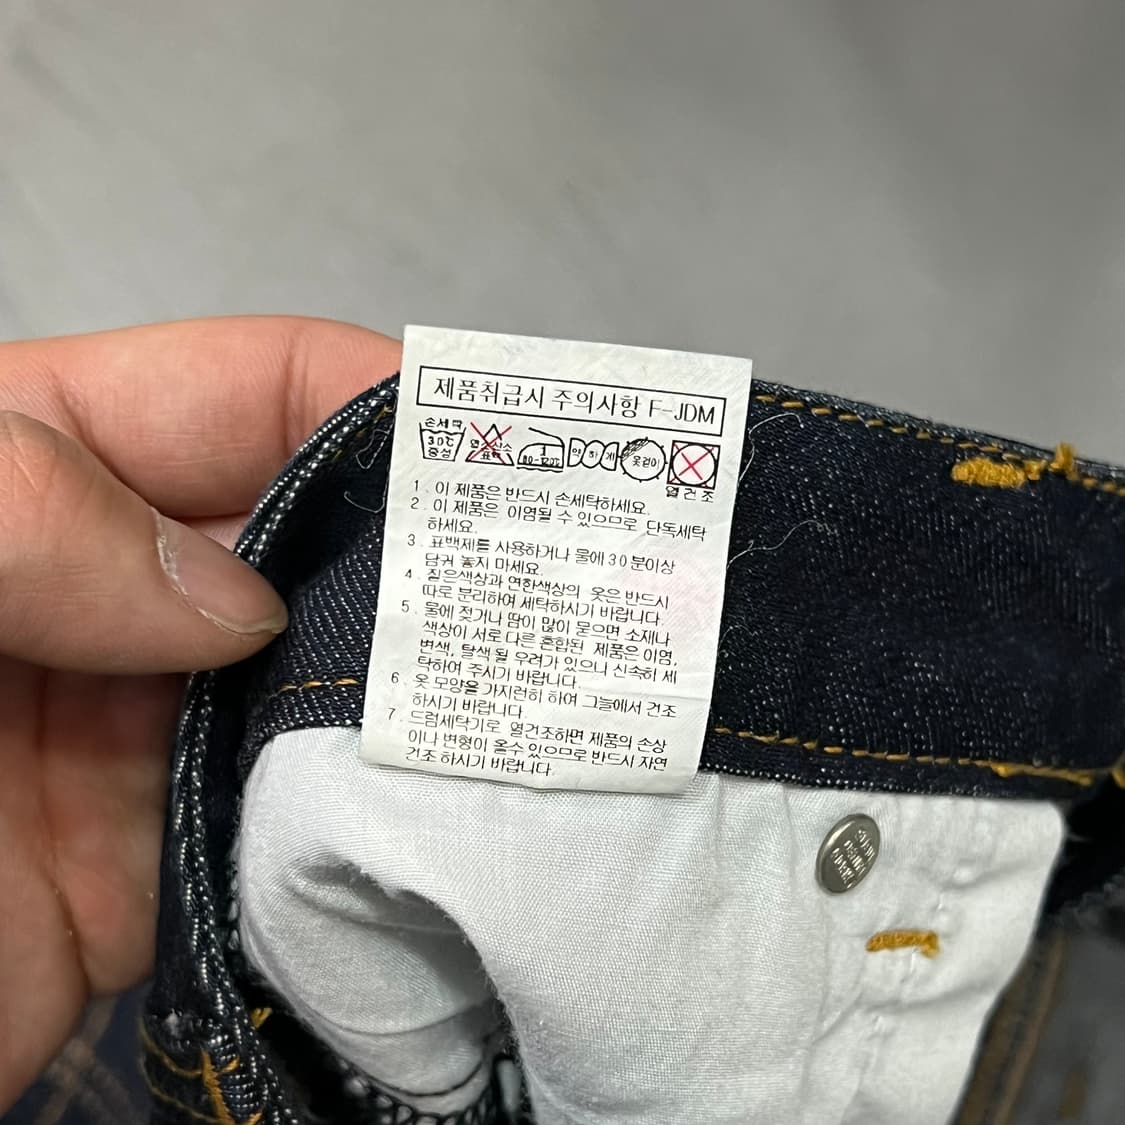 제품취급시 주의사항 F-JDM
손세탁
30℃
중성
염소산소
표백
1
80-120℃
약하게
옷걸이
열건조
1. 이 제품은 반드시 손세탁하세요.
2. 이 제품은 이염될 수 있으므로 단독세탁
하세요.
3. 표백제를 사용하거나 물에 30분이상
담궈 놓지 마세요.
4. 짙은색상과 연한색상의 옷은 반드시
따로 분리하여 세탁하시기 바랍니다.
5. 물에 젖거나 땀이 많이 묻으면 소재나
색상이 서로 다른 혼합된 제품은 이염,
변색, 탈색 될 우려가 있으니 신속히 세
탁하여 주시기 바랍니다.
6. 옷 모양을 가지런히 하여 그늘에서 건조
하시기 바랍니다.
7. 드럼세탁기로 열건조하면 제품의 손상
이나 변형이 올수 있으므로 반드시 자연
건조 하시기 바랍니다.